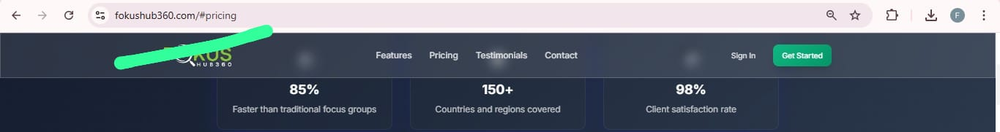 fokushub360.com/#pricing
F
KUS
HUB360
Features Pricing Testimonials Contact
Sign In Get Started
85% 150+ 98%
Faster than traditional focus groups Countries and regions covered Client satisfaction rate